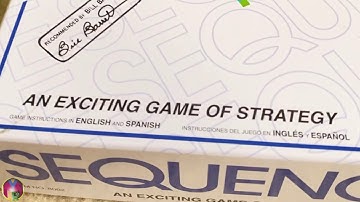 RECOMMENDED BY BILL
AN EXCITING GAME OF STRATEGY
GAME INSTRUCTIONS IN ENGLISH AND SPANISH INSTRUCCIONES DEL JUEGO EN INGLÉS Y ESPAÑOL
SEQUENC
AN EXCITING GAME O